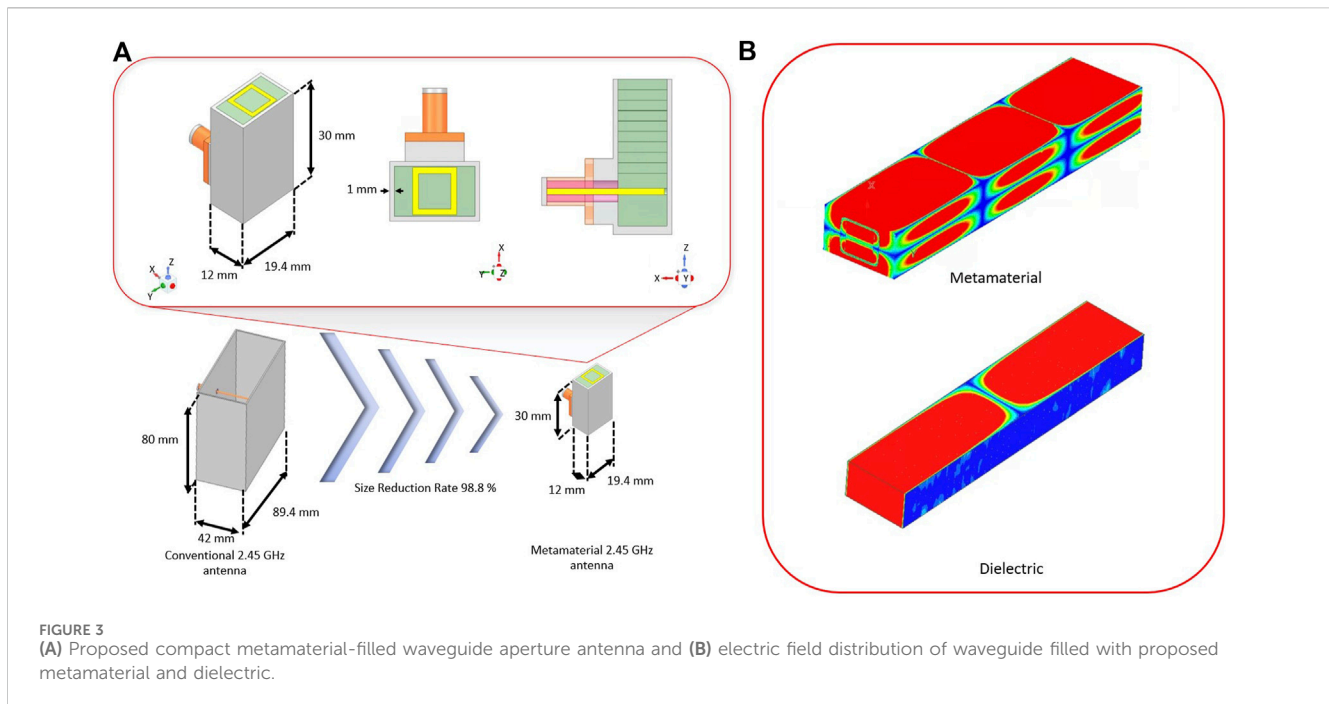 A
B
30 mm
1 mm
12 mm
19.4 mm
X
Z
Y
X
Y
Z
Z
X
Y
X
Metamaterial
80 mm
30 mm
Size Reduction Rate 98.8 %
12 mm
19.4 mm
89.4 mm
42 mm
Conventional 2.45 GHz
antenna
Metamaterial 2.45 GHz
antenna
Dielectric
FIGURE 3
(A) Proposed compact metamaterial-filled waveguide aperture antenna and (B) electric field distribution of waveguide filled with proposed
metamaterial and dielectric.